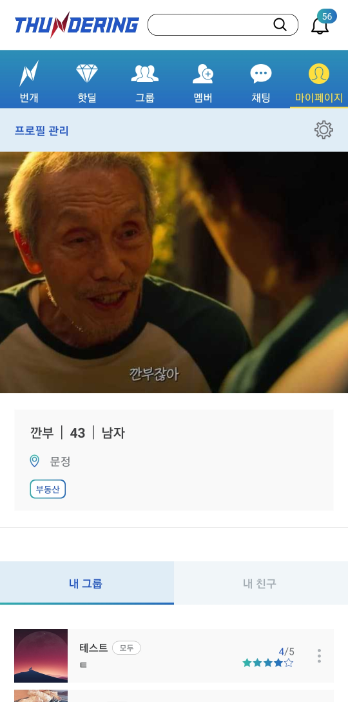 THUNDERING
56
번개 핫딜 그룹 멤버 채팅 마이페이지
프로필 관리
깐부잖아
깐부 | 43 | 남자
문정
부동산
내 그룹 내 친구
테스트 모두
4/5